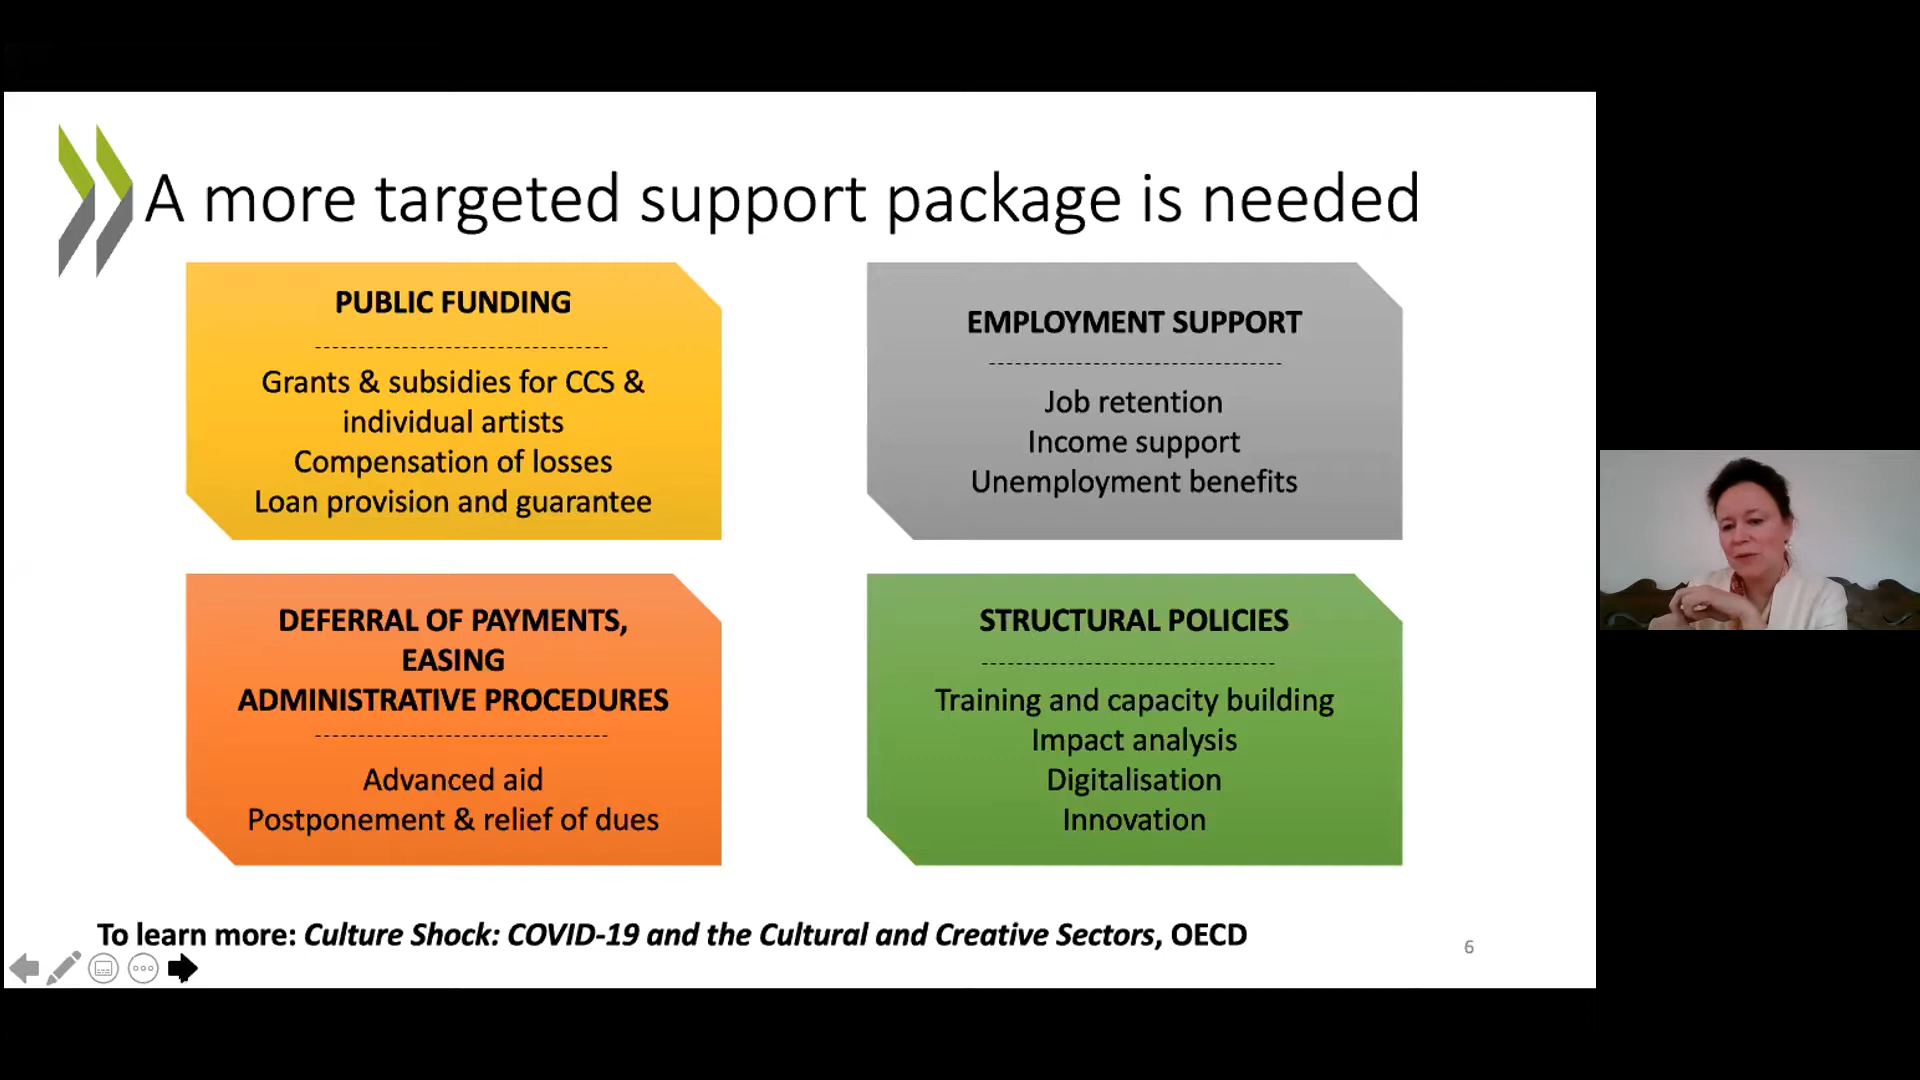 A more targeted support package is needed
PUBLIC FUNDING
Grants & subsidies for CCS &
individual artists
Compensation of losses
Loan provision and guarantee
EMPLOYMENT SUPPORT
Job retention
Income support
Unemployment benefits
DEFERRAL OF PAYMENTS,
EASING
ADMINISTRATIVE PROCEDURES
Advanced aid
Postponement & relief of dues
STRUCTURAL POLICIES
Training and capacity building
Impact analysis
Digitalisation
Innovation
To learn more: Culture Shock: COVID-19 and the Cultural and Creative Sectors, OECD
6